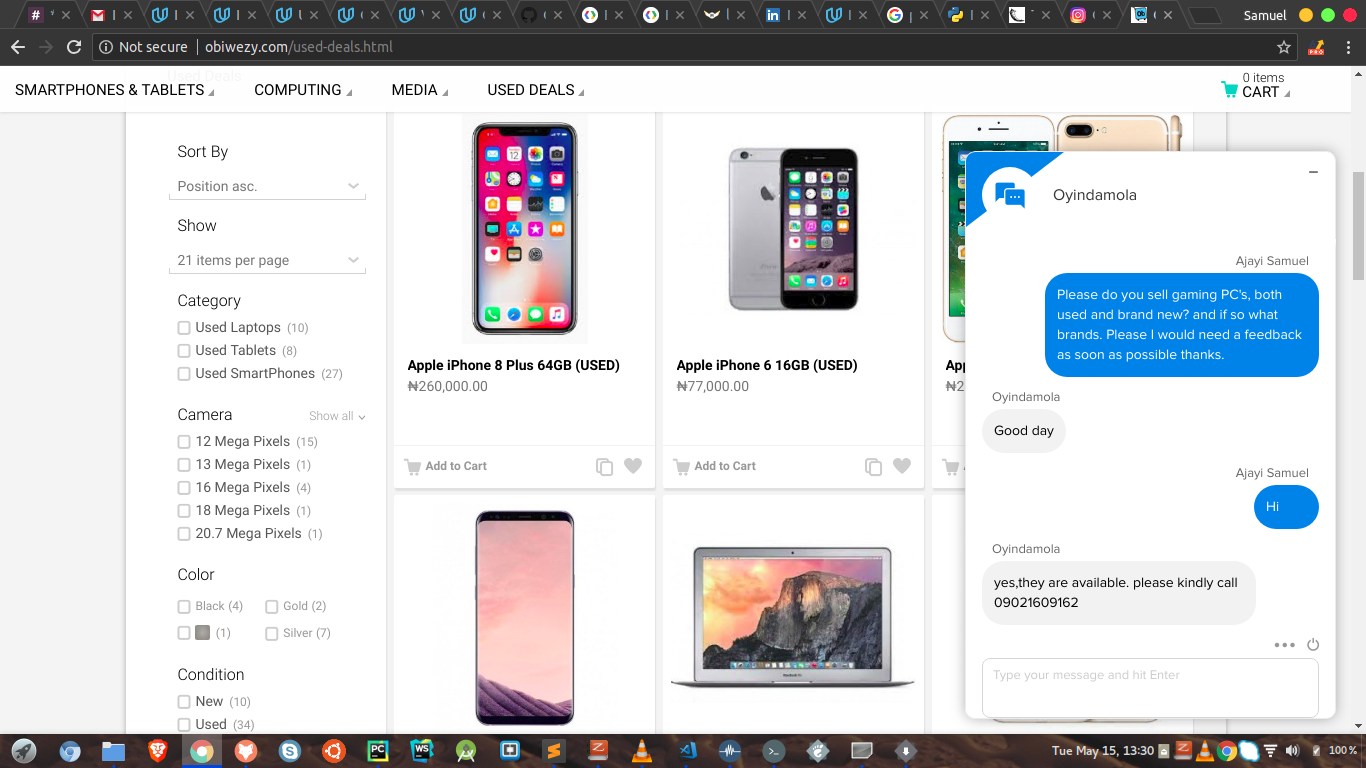 Samuel
Not secure | obiwezy.com/used-deals.html
Used Deals
SMARTPHONES & TABLETS
COMPUTING
MEDIA
USED DEALS
0 items
CART
Sort By
Position asc.
Show
21 items per page
Category
Used Laptops (10)
Used Tablets (8)
Used SmartPhones (27)
Camera
Show all
12 Mega Pixels (15)
13 Mega Pixels (1)
16 Mega Pixels (4)
18 Mega Pixels (1)
20.7 Mega Pixels (1)
Color
Black (4)
Gold (2)
(1)
Silver (7)
Condition
New (10)
Used (34)
Apple iPhone 8 Plus 64GB (USED)
₦260,000.00
Add to Cart
Apple iPhone 6 16GB (USED)
₦77,000.00
Add to Cart
Oyindamola
Ajayi Samuel
Please do you sell gaming PC's, both
used and brand new? and if so what
brands. Please I would need a feedback
as soon as possible thanks.
Oyindamola
Good day
Ajayi Samuel
Hi
Oyindamola
yes,they are available. please kindly call
09021609162
Type your message and hit Enter
Tue May 15, 13:30
100 %